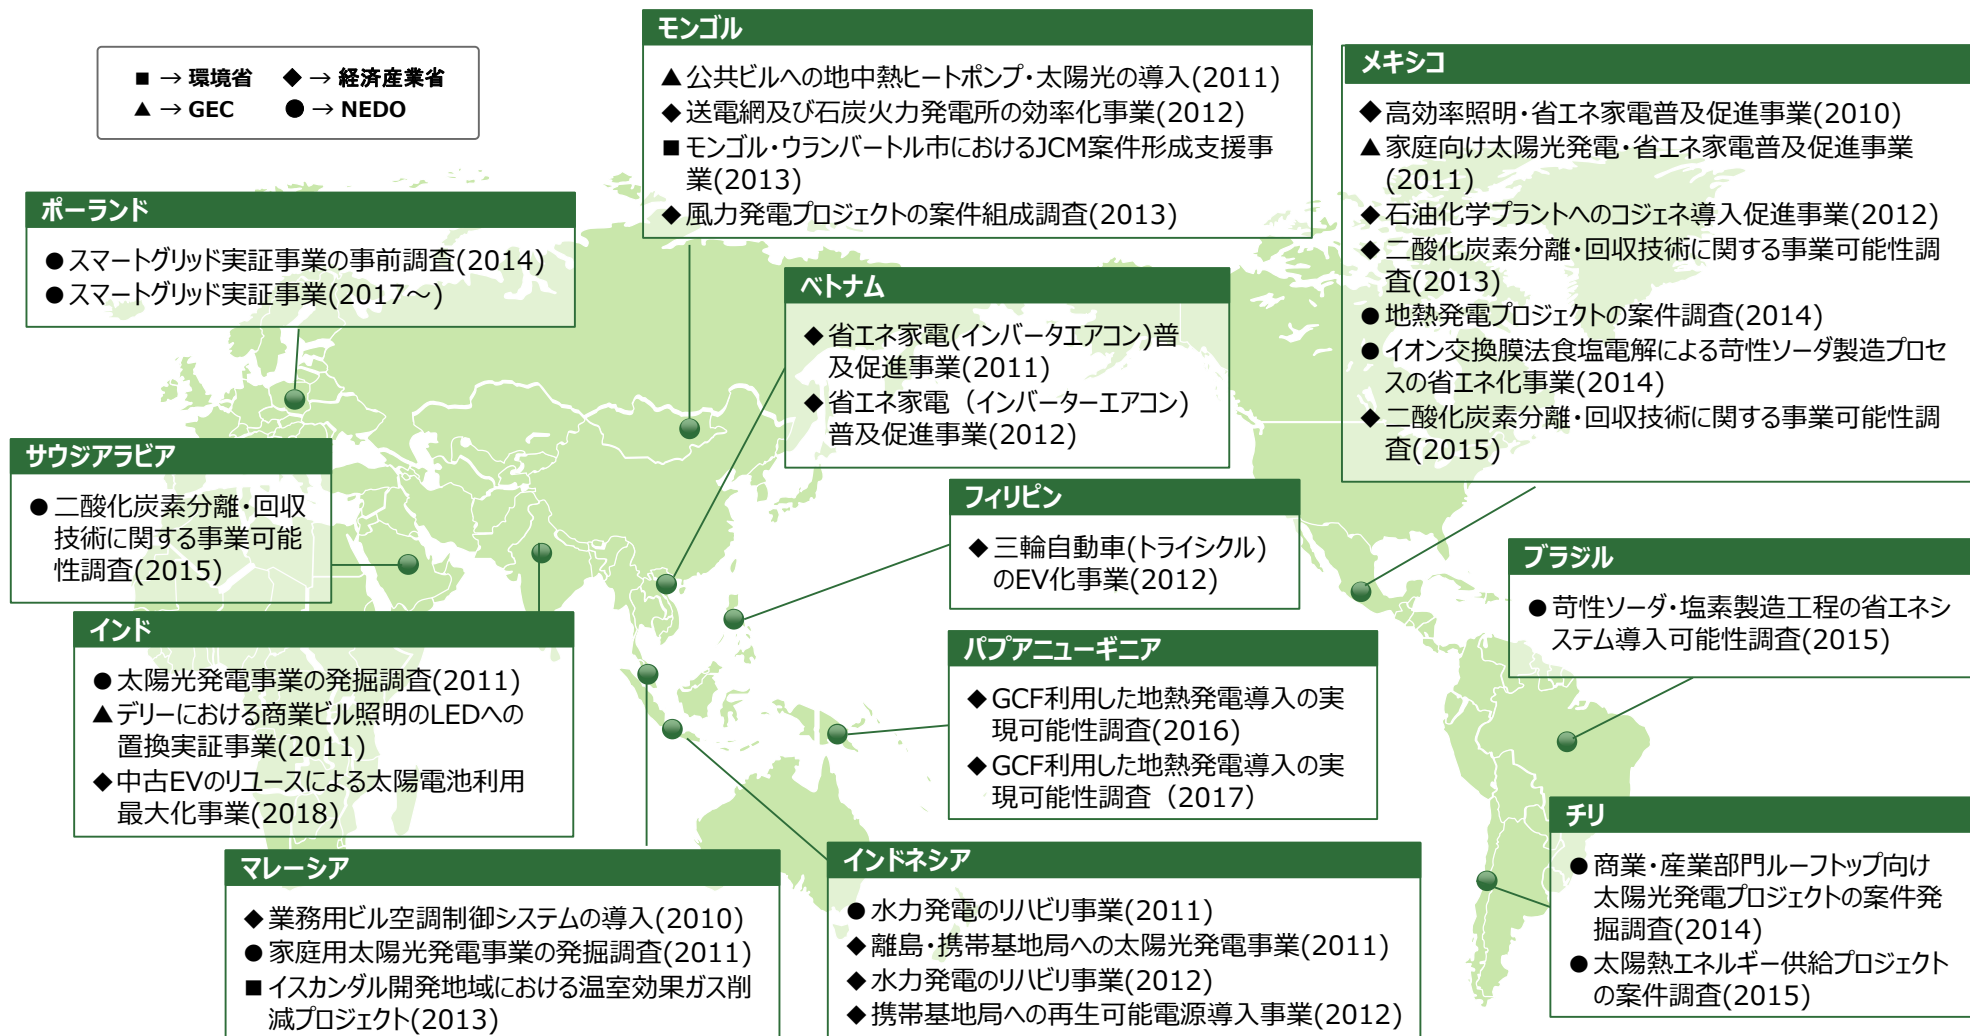 ■ → 環境省 ◆ → 経済産業省
▲ → GEC ● → NEDO
モンゴル
▲公共ビルへの地中熱ヒートポンプ・太陽光の導入(2011)
◆送電網及び石炭火力発電所の効率化事業(2012)
■モンゴル・ウランバートル市におけるJCM案件形成支援事
業(2013)
◆風力発電プロジェクトの案件組成調査(2013)
メキシコ
◆高効率照明・省エネ家電普及促進事業(2010)
▲家庭向け太陽光発電・省エネ家電普及促進事業
(2011)
◆石油化学プラントへのコジェネ導入促進事業(2012)
◆二酸化炭素分離・回収技術に関する事業可能性調
査(2013)
●地熱発電プロジェクトの案件調査(2014)
●イオン交換膜法食塩電解による苛性ソーダ製造プロセ
スの省エネ化事業(2014)
◆二酸化炭素分離・回収技術に関する事業可能性調
査(2015)
ポーランド
●スマートグリッド実証事業の事前調査(2014)
●スマートグリッド実証事業(2017～)
ベトナム
◆省エネ家電(インバータエアコン)普
及促進事業(2011)
◆省エネ家電（インバーターエアコン)
普及促進事業(2012)
サウジアラビア
●二酸化炭素分離・回収
技術に関する事業可能
性調査(2015)
フィリピン
◆三輪自動車(トライシクル)
のEV化事業(2012)
ブラジル
●苛性ソーダ・塩素製造工程の省エネシ
ステム導入可能性調査(2015)
インド
●太陽光発電事業の発掘調査(2011)
▲デリーにおける商業ビル照明のLEDへの
置換実証事業(2011)
◆中古EVのリユースによる太陽電池利用
最大化事業(2018)
パプアニューギニア
◆GCF利用した地熱発電導入の実
現可能性調査(2016)
◆GCF利用した地熱発電導入の実
現可能性調査（2017）
チリ
●商業・産業部門ルーフトップ向け
太陽光発電プロジェクトの案件発
掘調査(2014)
●太陽熱エネルギー供給プロジェクト
の案件調査(2015)
マレーシア
◆業務用ビル空調制御システムの導入(2010)
●家庭用太陽光発電事業の発掘調査(2011)
■イスカンダル開発地域における温室効果ガス削
減プロジェクト(2013)
インドネシア
●水力発電のリハビリ事業(2011)
◆離島・携帯基地局への太陽光発電事業(2011)
◆水力発電のリハビリ事業(2012)
◆携帯基地局への再生可能電源導入事業(2012)